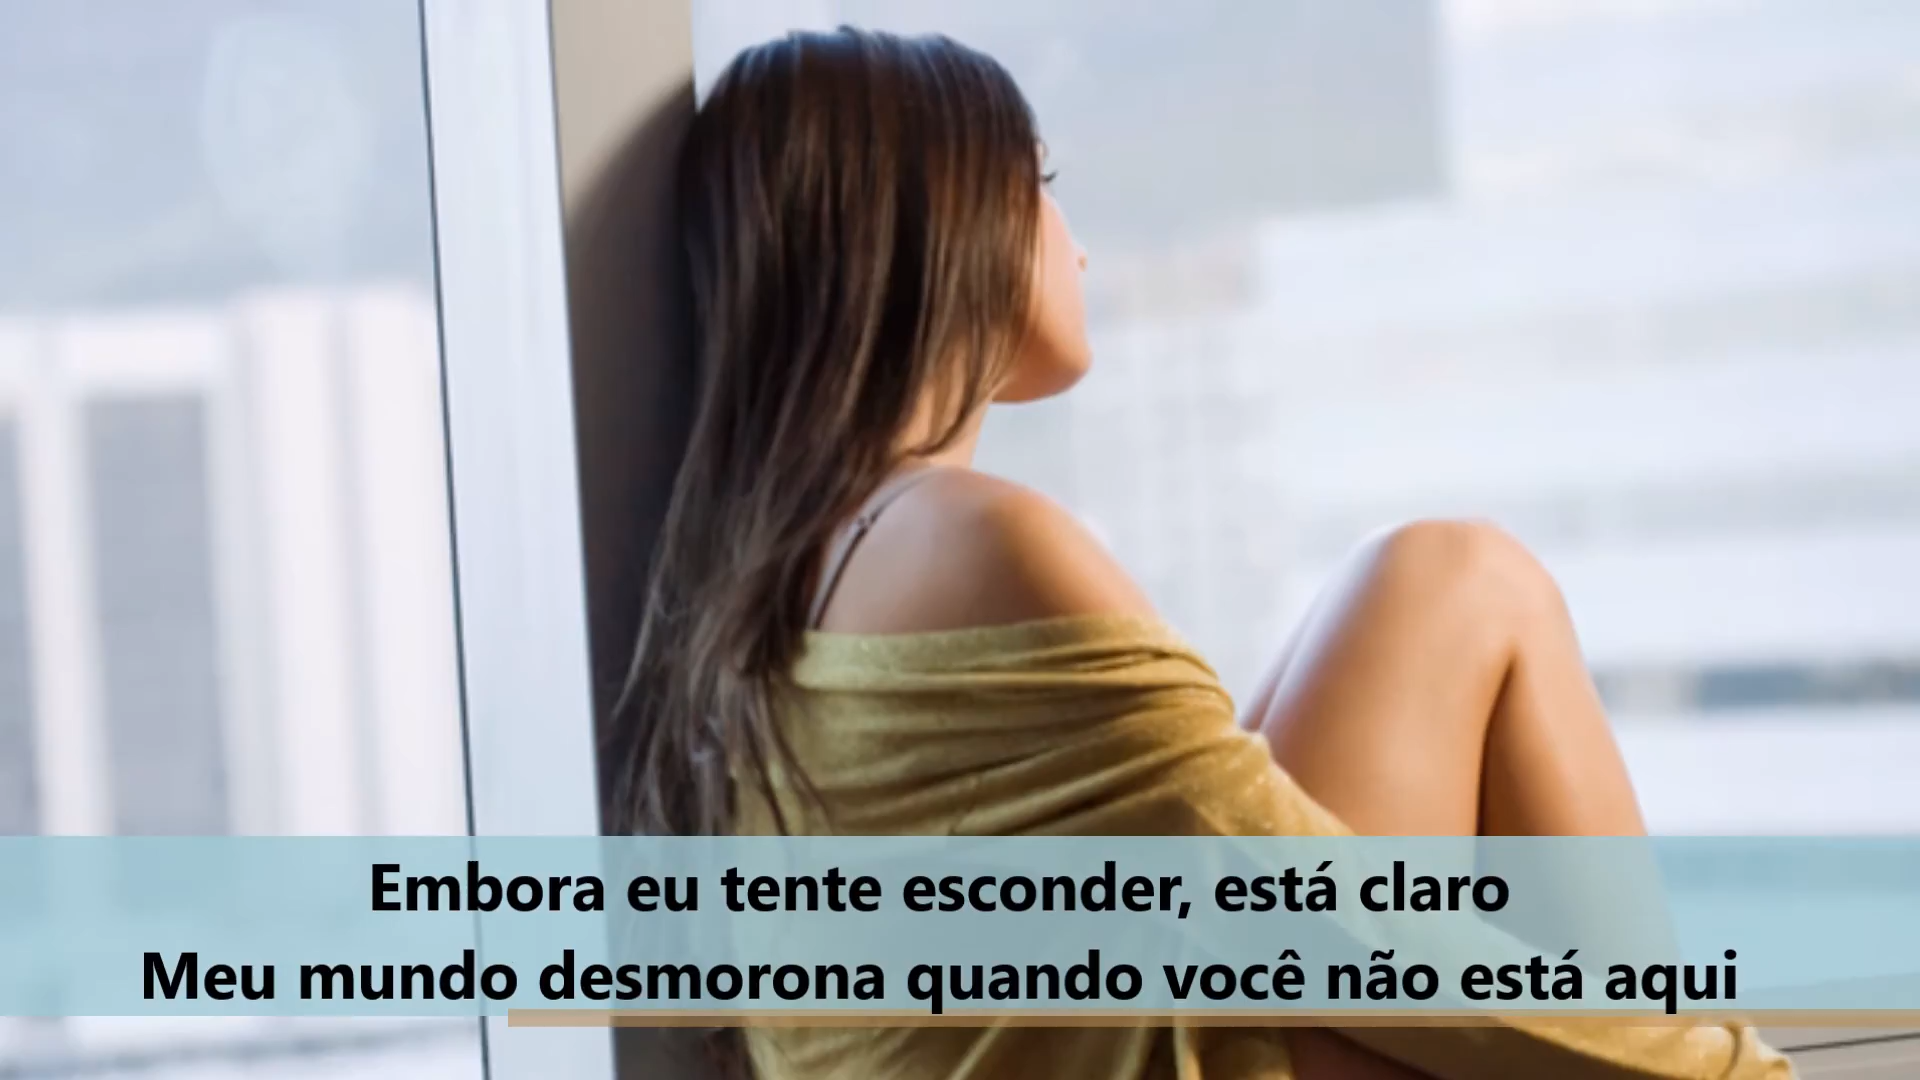 Embora eu tente esconder, está claro
Meu mundo desmorona quando você não está aqui